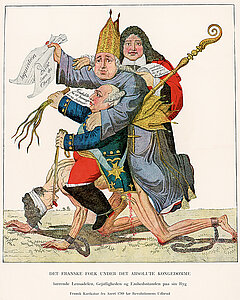 DET FRANSKE FOLK UNDER DET ABSOLUTE KONGEDØMME
bærende Lensadelen, Gejstligheden og Embedsstanden paa sin Ryg
Fransk Karikatur fra Aaret 1789 før Revolutionens Udbrud